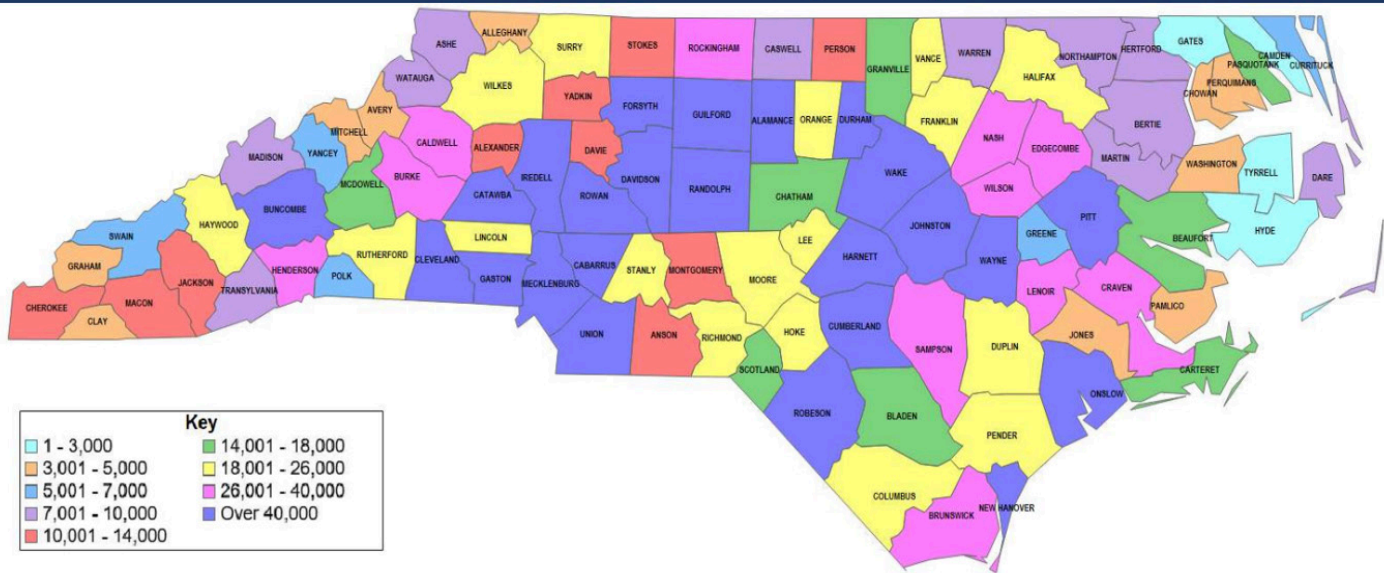 ASHE
ALLEGHANY
SURRY
STOKES
ROCKINGHAM
CASWELL
PERSON
GRANVILLE
VANCE
WARREN
NORTHAMPTON
HERTFORD
GATES
CAMDEN
PASQUOTANK
CURRITUCK
PERQUIMANS
CHOWAN
WATAUGA
WILKES
YADKIN
FORSYTH
GUILFORD
ALAMANCE
ORANGE
DURHAM
FRANKLIN
HALIFAX
BERTIE
AVERY
MITCHELL
CALDWELL
ALEXANDER
DAVIE
NASH
EDGECOMBE
MARTIN
WASHINGTON
TYRRELL
DARE
MADISON
YANCEY
MCDOWELL
BURKE
IREDELL
CATAWBA
ROWAN
DAVIDSON
RANDOLPH
CHATHAM
WAKE
WILSON
PITT
BEAUFORT
HYDE
HAYWOOD
BUNCOMBE
SWAIN
GRAHAM
RUTHERFORD
LINCOLN
CLEVELAND
GASTON
MECKLENBURG
CABARRUS
STANLY
MONTGOMERY
MOORE
LEE
HARNETT
JOHNSTON
WAYNE
GREENE
LENOIR
CRAVEN
PAMLICO
JACKSON
HENDERSON
POLK
TRANSYLVANIA
CHEROKEE
MACON
CLAY
UNION
ANSON
RICHMOND
HOKE
CUMBERLAND
SAMPSON
DUPLIN
JONES
CARTERET
ONSLOW
SCOTLAND
ROBESON
BLADEN
PENDER
COLUMBUS
BRUNSWICK
NEW HANOVER
Key
1 - 3,000
3,001 - 5,000
5,001 - 7,000
7,001 - 10,000
10,001 - 14,000
14,001 - 18,000
18,001 - 26,000
26,001 - 40,000
Over 40,000